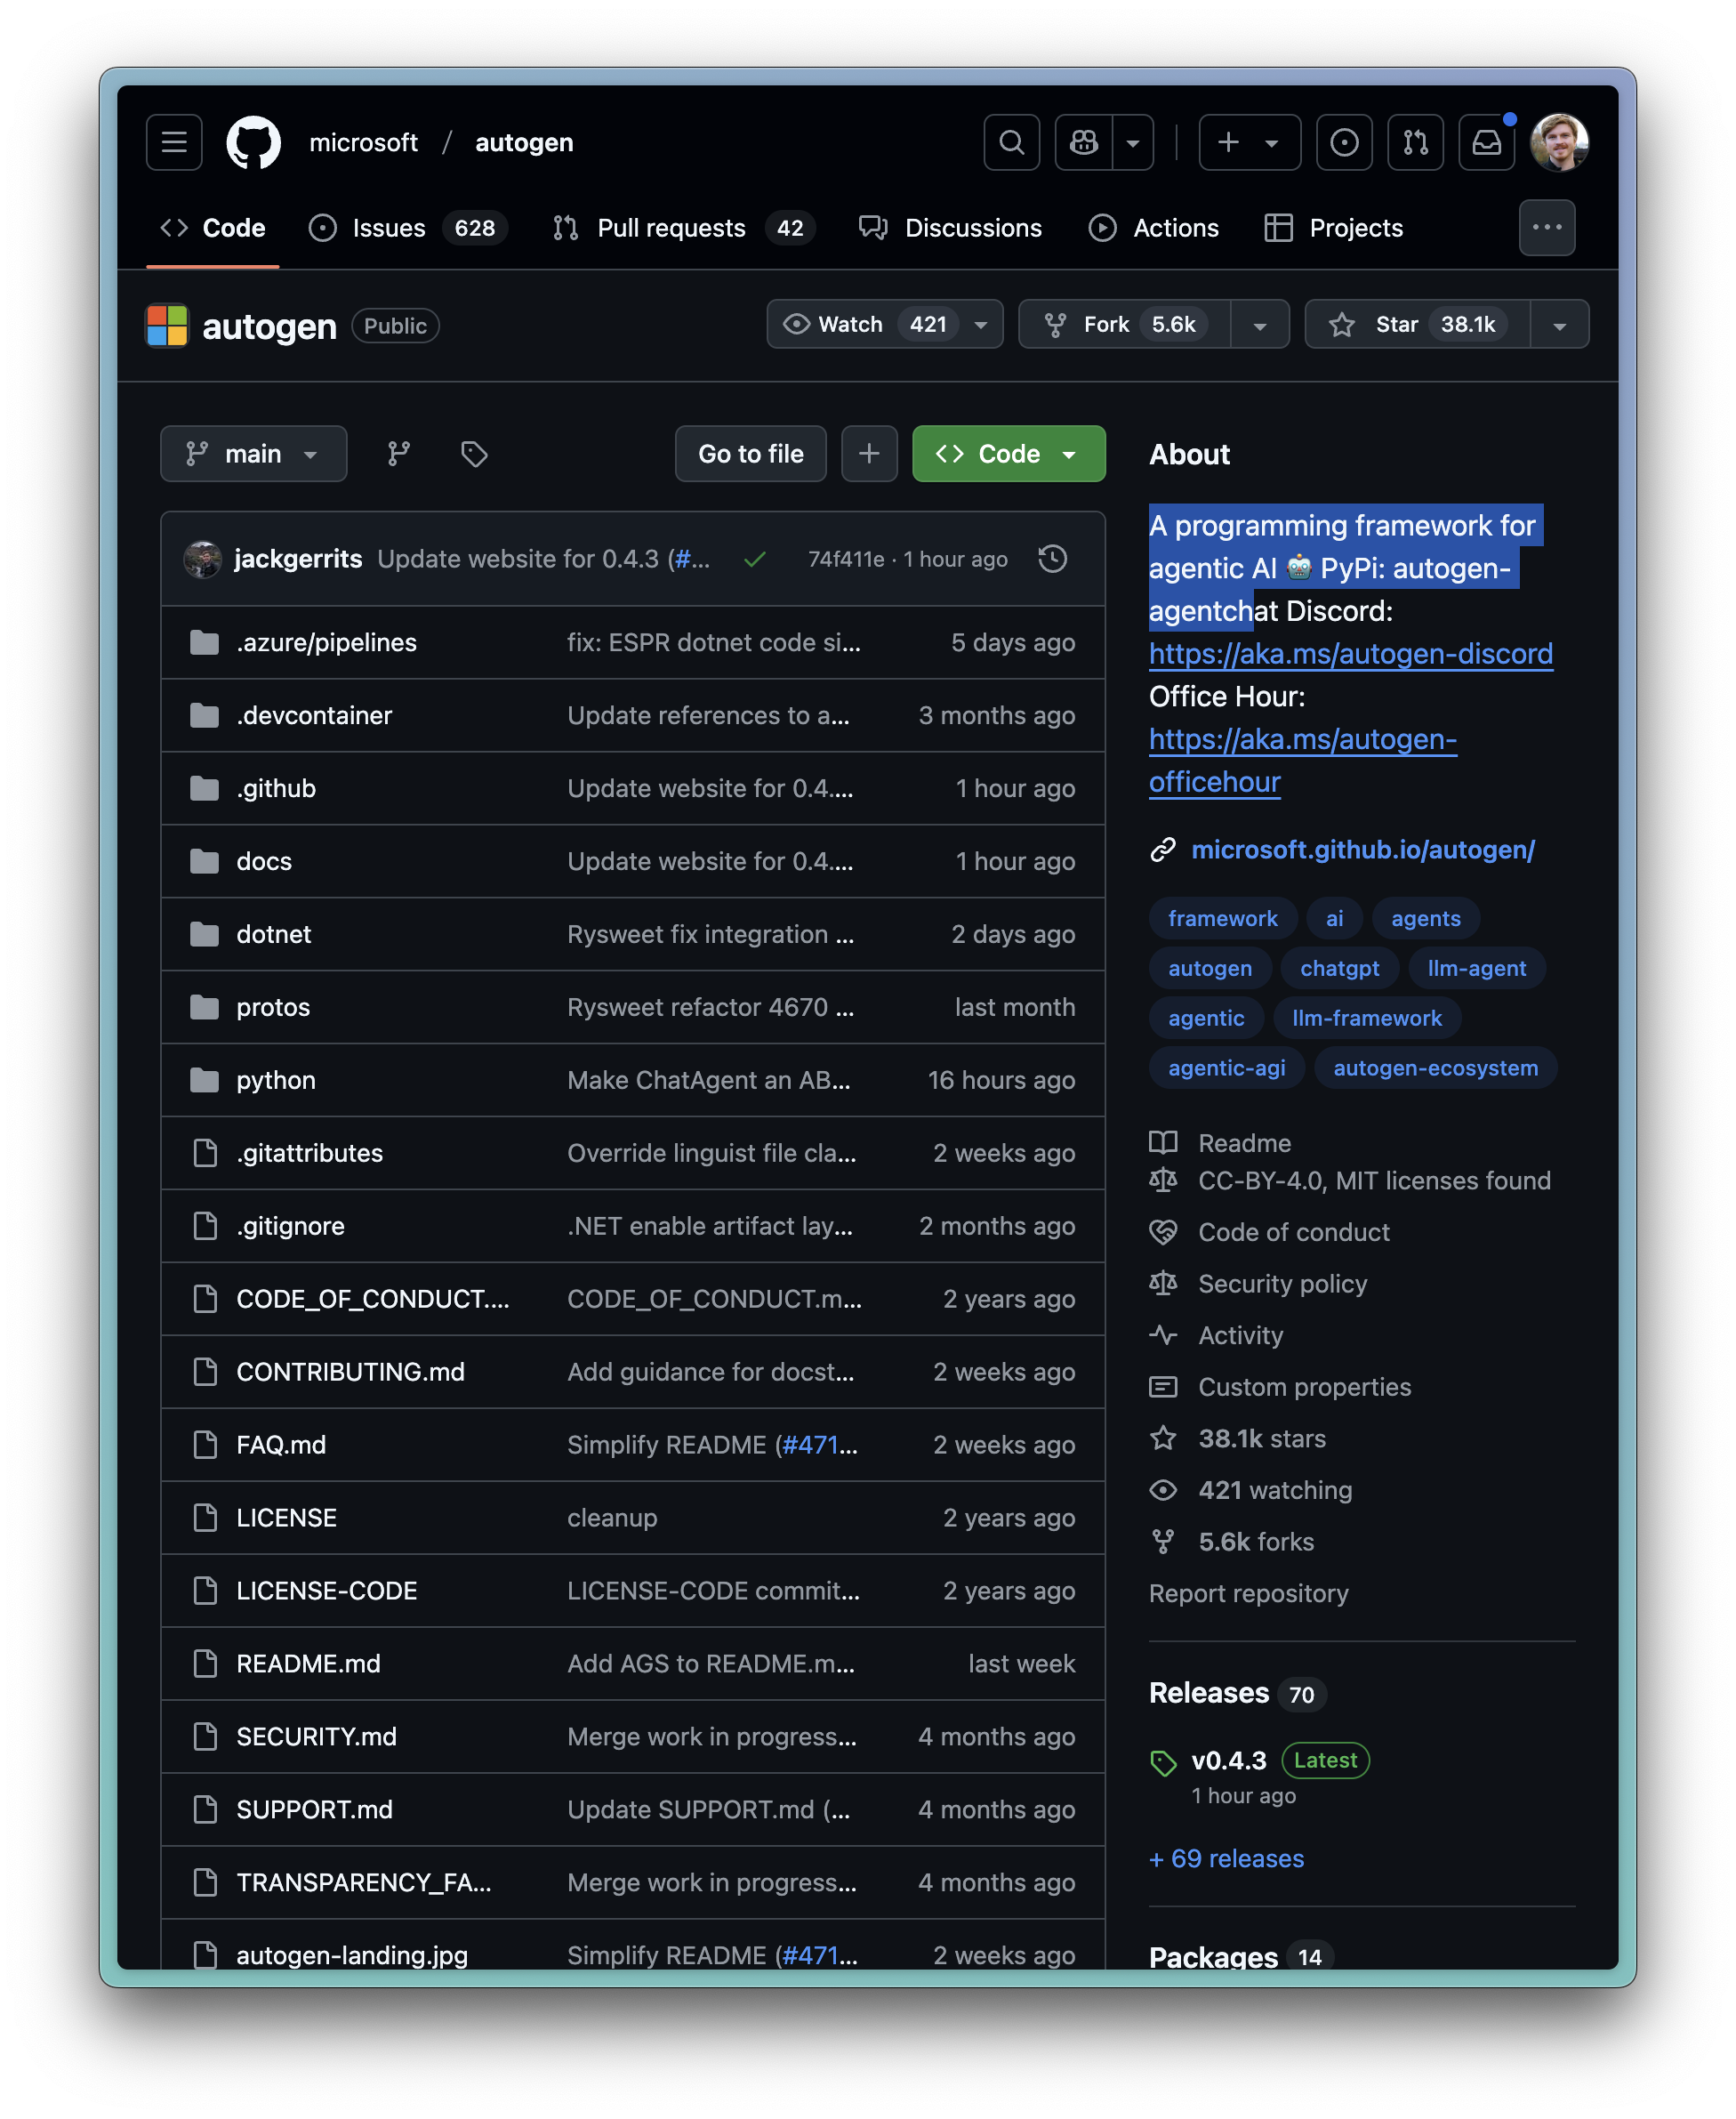 microsoft / autogen
Code Issues 628 Pull requests 42 Discussions Actions Projects
autogen Public Watch 421 Fork 5.6k Star 38.1k
main Go to file Code
jackgerrits Update website for 0.4.3 (#... 74f411e · 1 hour ago
.azure/pipelines fix: ESPR dotnet code si... 5 days ago
.devcontainer Update references to a... 3 months ago
.github Update website for 0.4.... 1 hour ago
docs Update website for 0.4.... 1 hour ago
dotnet Rysweet fix integration ... 2 days ago
protos Rysweet refactor 4670 ... last month
python Make ChatAgent an AB... 16 hours ago
.gitattributes Override linguist file cla... 2 weeks ago
.gitignore .NET enable artifact lay... 2 months ago
CODE_OF_CONDUCT.... CODE_OF_CONDUCT.m... 2 years ago
CONTRIBUTING.md Add guidance for docst... 2 weeks ago
FAQ.md Simplify README (#471... 2 weeks ago
LICENSE cleanup 2 years ago
LICENSE-CODE LICENSE-CODE commit... 2 years ago
README.md Add AGS to README.m... last week
SECURITY.md Merge work in progress... 4 months ago
SUPPORT.md Update SUPPORT.md (... 4 months ago
TRANSPARENCY_FA... Merge work in progress... 4 months ago
autogen-landing.jpg Simplify README (#471... 2 weeks ago
About
A programming framework for
agentic AI 🤖 PyPi: autogen-
agentchat Discord:
https://aka.ms/autogen-discord
Office Hour:
https://aka.ms/autogen-
officehour
microsoft.github.io/autogen/
framework ai agents
autogen chatgpt llm-agent
agentic llm-framework
agentic-agi autogen-ecosystem
Readme
CC-BY-4.0, MIT licenses found
Code of conduct
Security policy
Activity
Custom properties
38.1k stars
421 watching
5.6k forks
Report repository
Releases 70
v0.4.3 Latest
1 hour ago
+ 69 releases
Packages 14